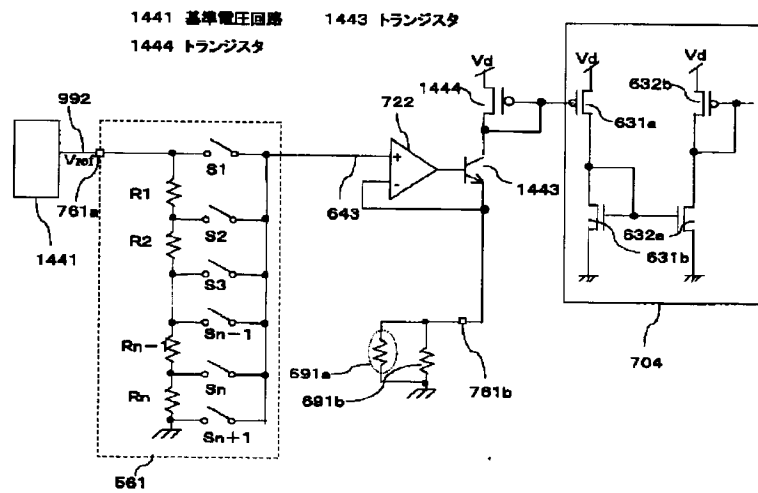 1441 基準電圧回路 1443 トランジスタ
1444 トランジスタ
Vd
Vd
Vd
1444
632b
992
722
631a
Vref
S1
+
-
1443
761a
R1
643
S2
R2
632a
631b
1441
S3
Sn-1
Rn-1
691a
761b
704
Sn
691b
Rn
Sn+1
561